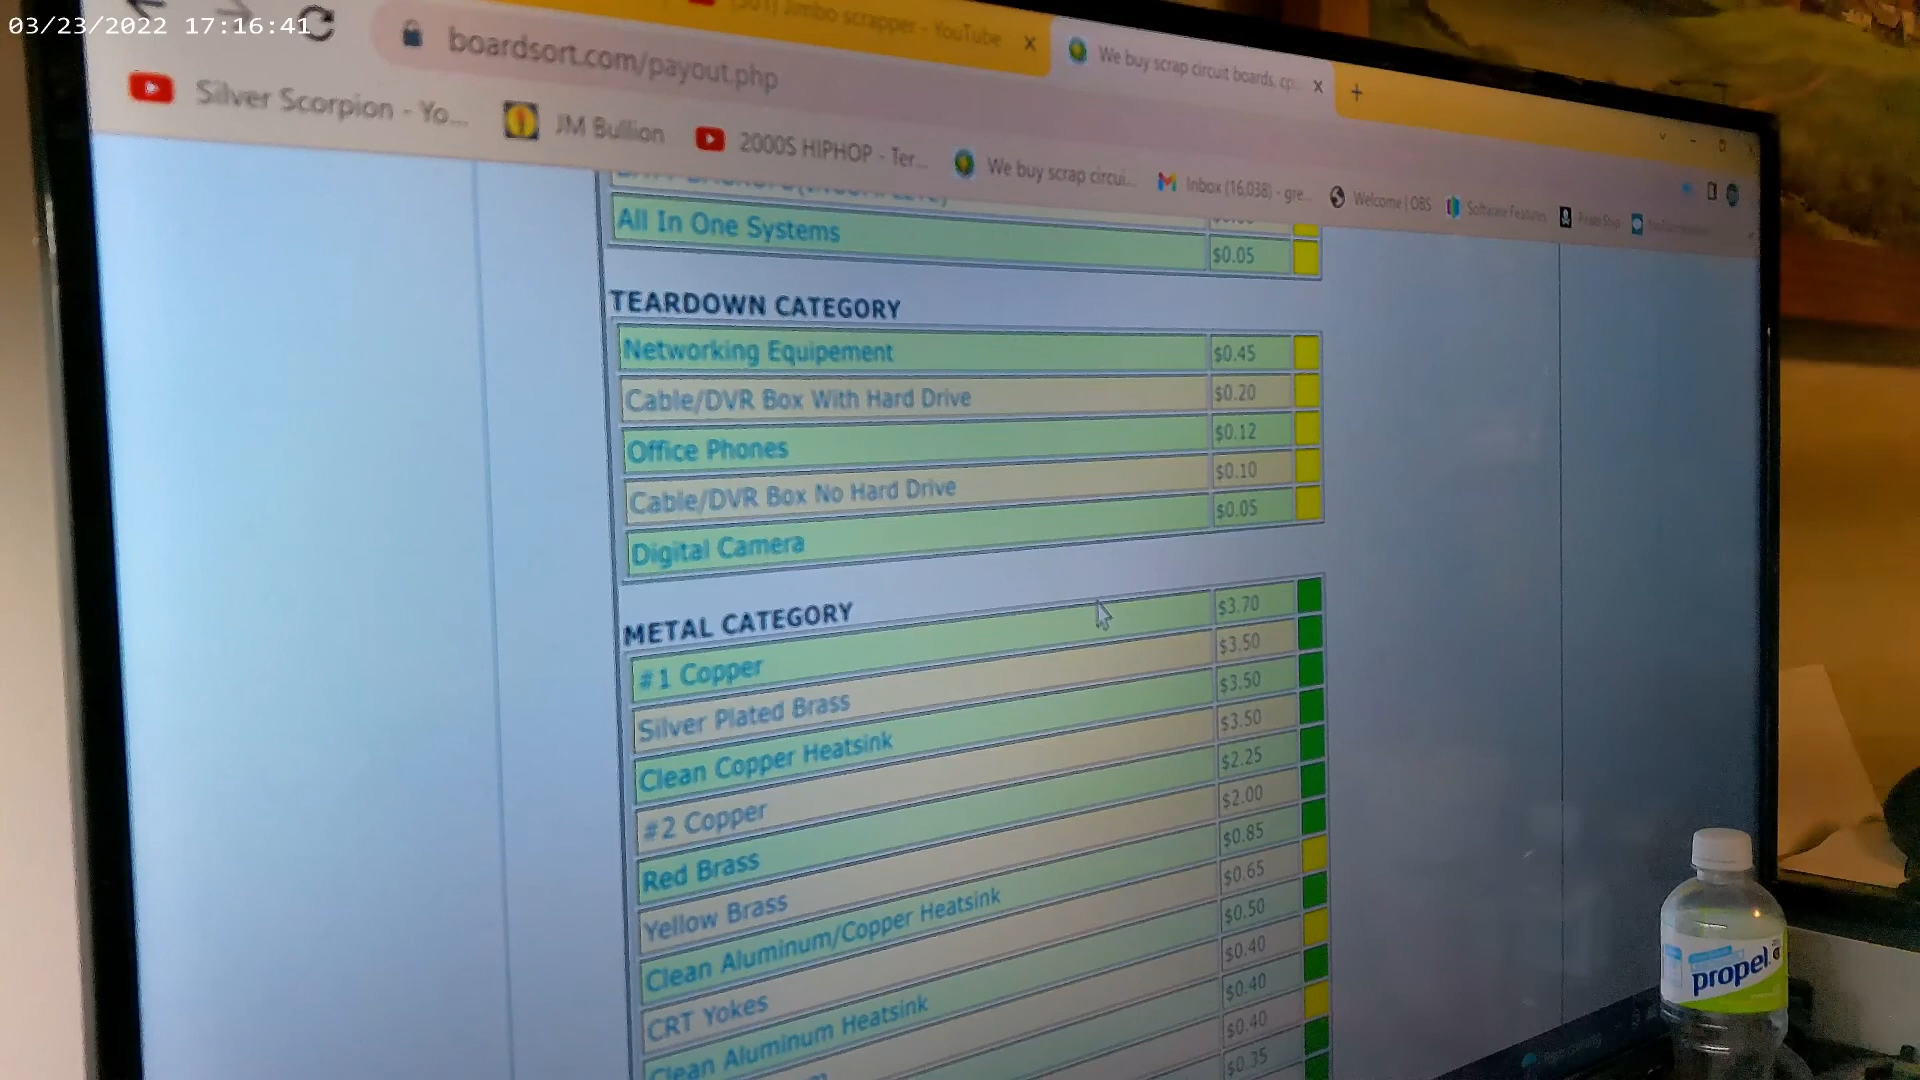 03/23/2022 17:16:41
Jimbo scrapper - YouTube
We buy scrap circuit boards, cp
boardsort.com/payout.php
Silver Scorpion - Yo...
JM Bullion
2000S HIPHOP - Ter...
We buy scrap circui...
Inbox (16,038) - gre...
Welcome | OBS
Software Features
All In One Systems $0.05
TEARDOWN CATEGORY
Networking Equipement $0.45
Cable/DVR Box With Hard Drive $0.20
Office Phones $0.12
Cable/DVR Box No Hard Drive $0.10
Digital Camera $0.05
METAL CATEGORY
#1 Copper $3.70
Silver Plated Brass $3.50
Clean Copper Heatsink $3.50
#2 Copper $3.50
Red Brass $2.25
Yellow Brass $2.00
Clean Aluminum/Copper Heatsink $0.85
CRT Yokes $0.65
Clean Aluminum Heatsink $0.50
$0.40
$0.40
$0.40
$0.35
propel